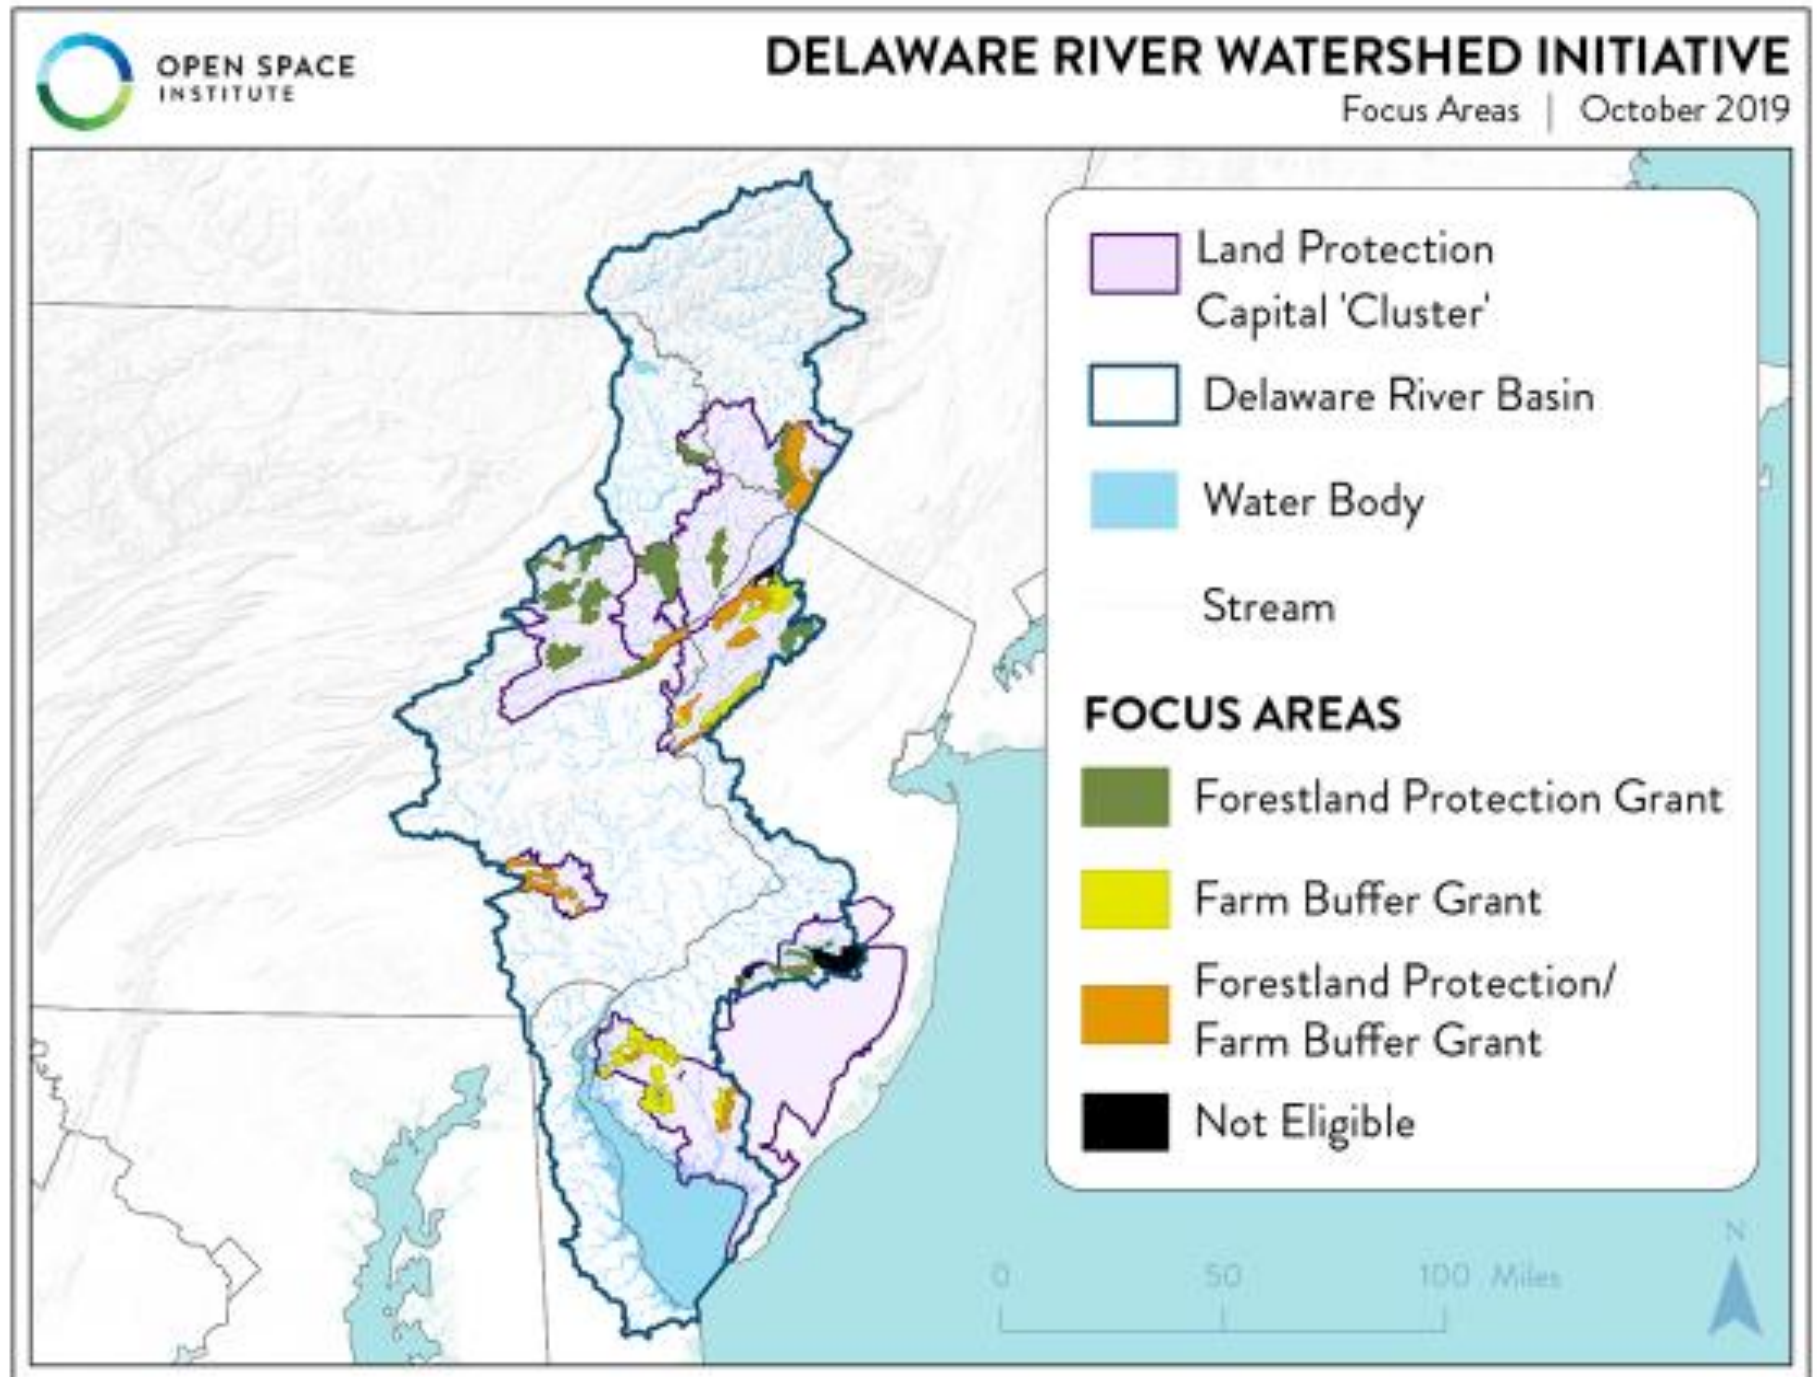 OPEN SPACE
INSTITUTE
DELAWARE RIVER WATERSHED INITIATIVE
Focus Areas | October 2019
Land Protection
Capital 'Cluster'
Delaware River Basin
Water Body
Stream
FOCUS AREAS
Forestland Protection Grant
Farm Buffer Grant
Forestland Protection/
Farm Buffer Grant
Not Eligible
N
0 50 100 Miles